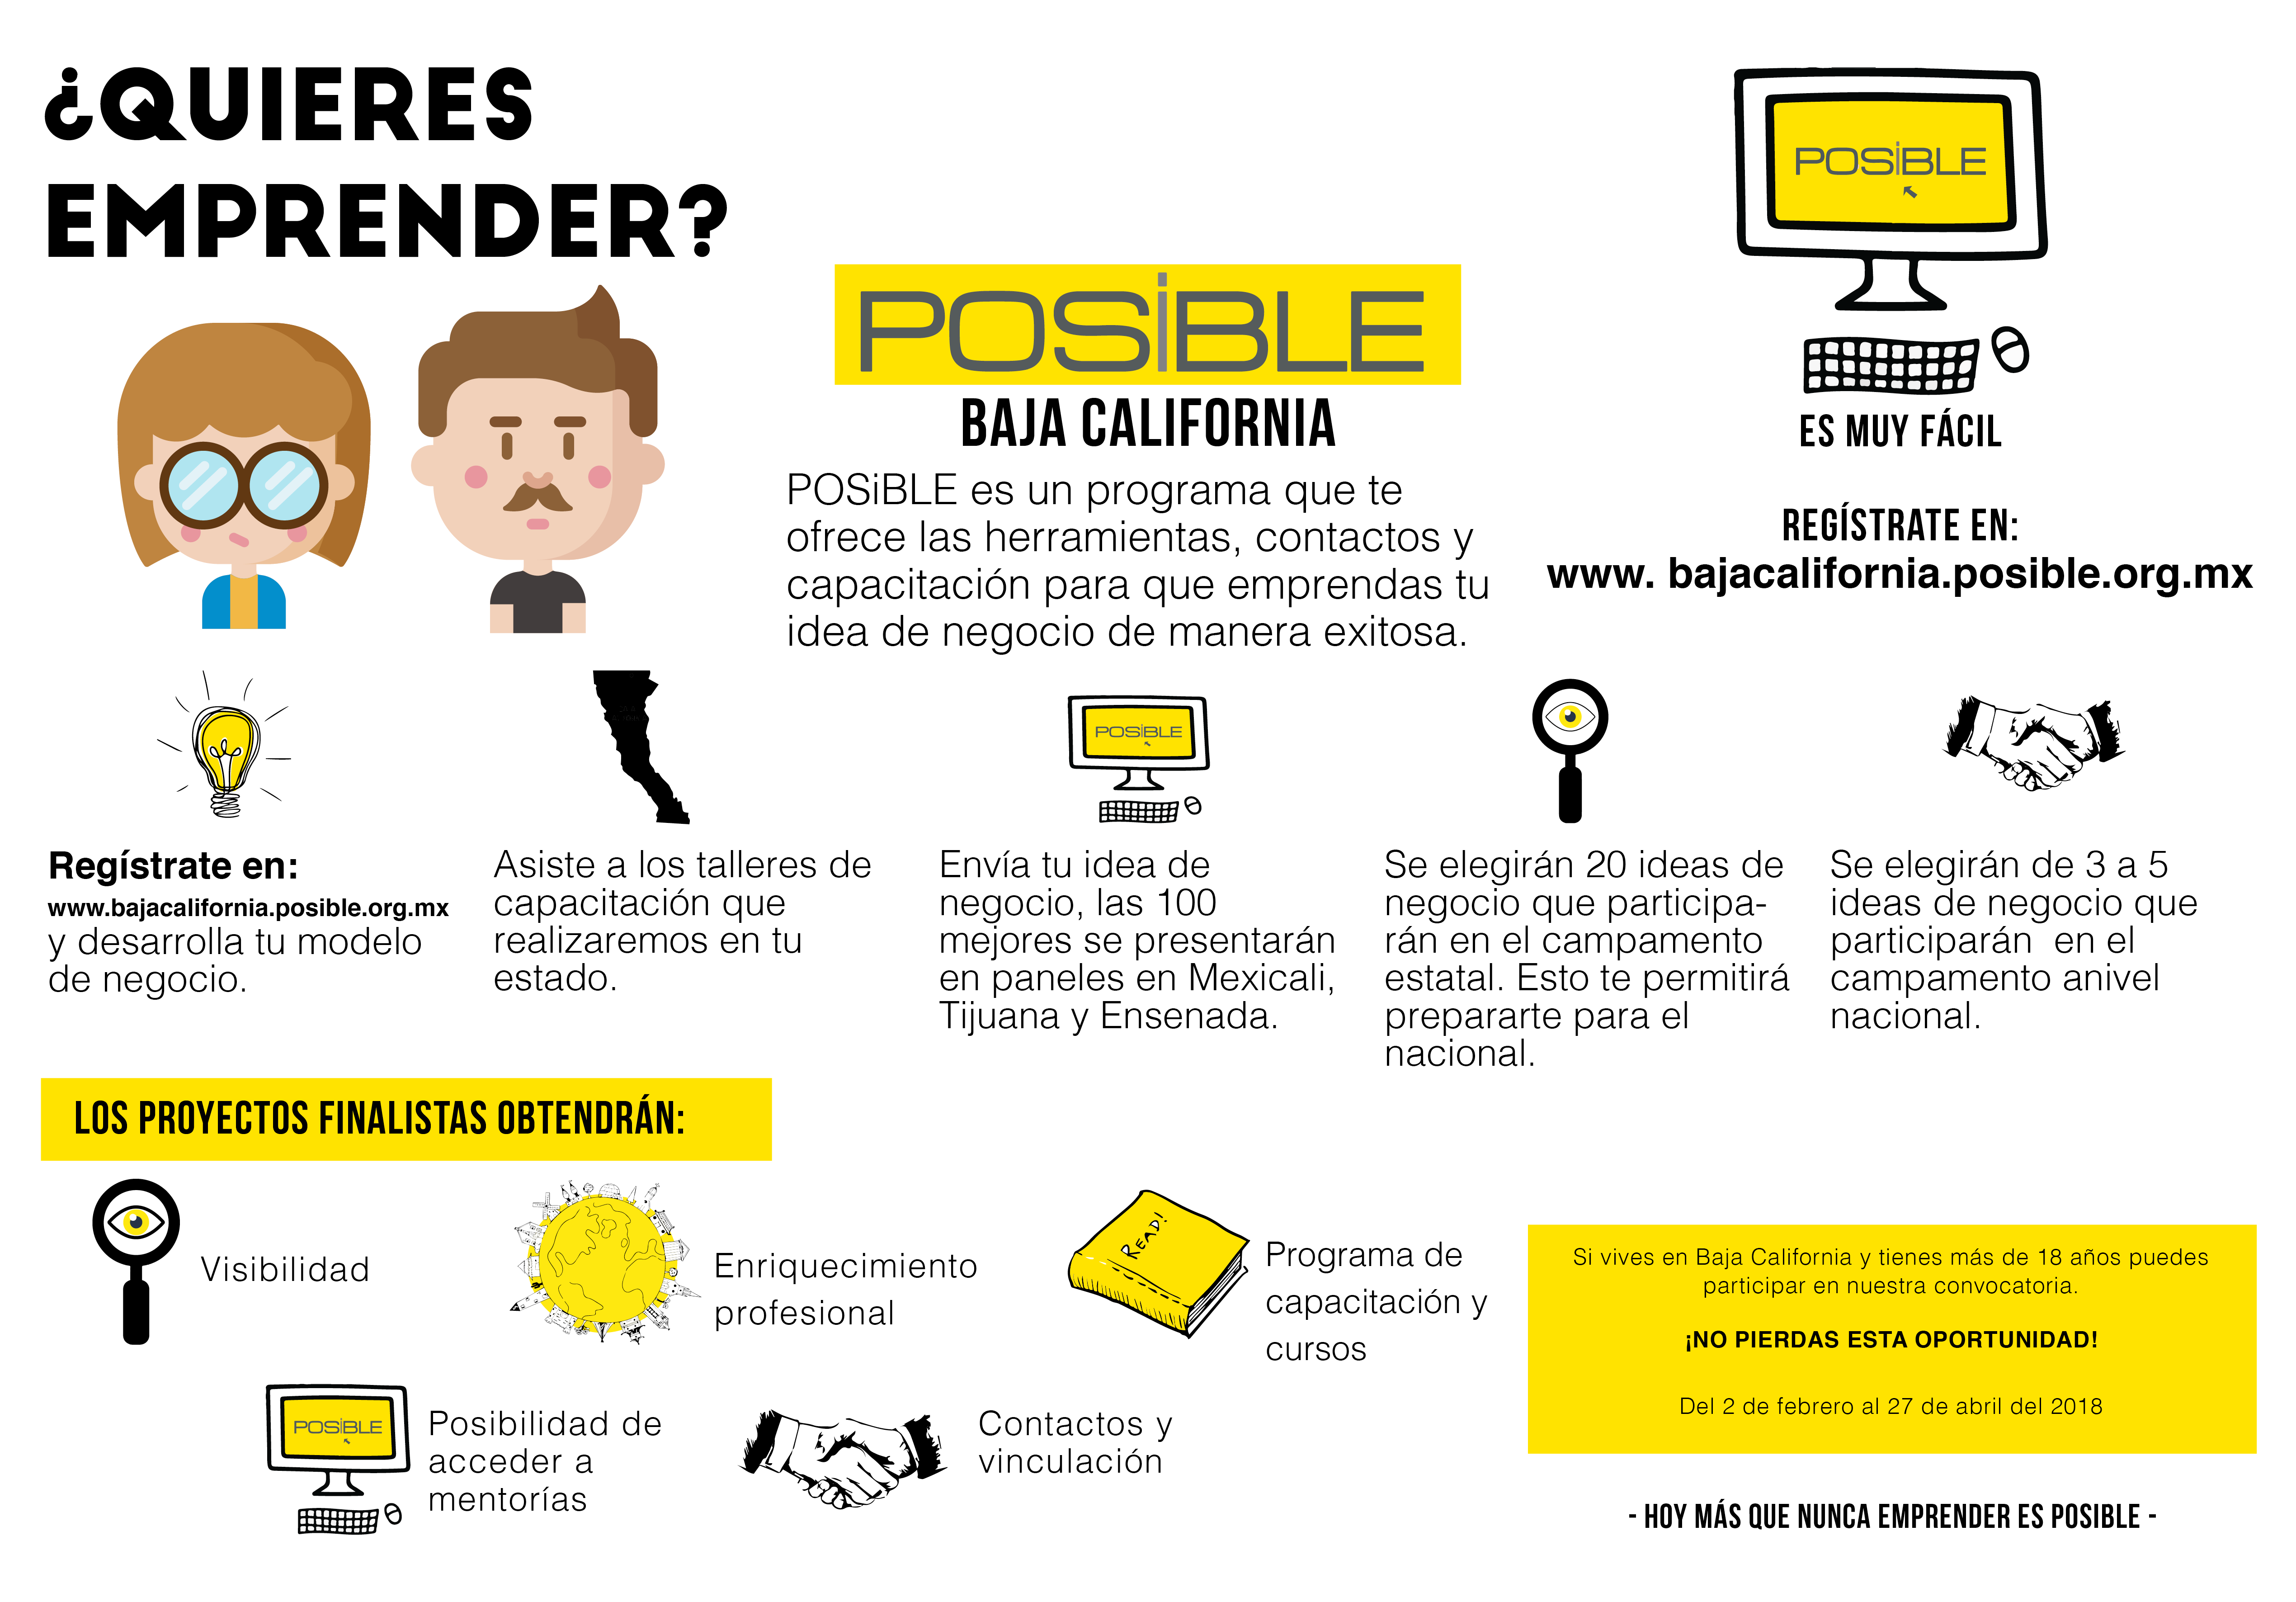 ¿QUIERES
EMPRENDER?
POSiBLE
BAJA CALIFORNIA
POSiBLE es un programa que te
ofrece las herramientas, contactos y
capacitación para que emprendas tu
idea de negocio de manera exitosa.
POSiBLE
ES MUY FÁCIL
REGÍSTRATE EN:
www. bajacalifornia.posible.org.mx
Regístrate en:
www.bajacalifornia.posible.org.mx
y desarrolla tu modelo
de negocio.
Asiste a los talleres de
capacitación que
realizaremos en tu
estado.
POSiBLE
Envía tu idea de
negocio, las 100
mejores se presentarán
en paneles en Mexicali,
Tijuana y Ensenada.
Se elegirán 20 ideas de
negocio que participa-
rán en el campamento
estatal. Esto te permitirá
prepararte para el
nacional.
Se elegirán de 3 a 5
ideas de negocio que
participarán  en el
campamento anivel
nacional.
LOS PROYECTOS FINALISTAS OBTENDRÁN:
Visibilidad
Enriquecimiento
profesional
READ!
Programa de
capacitación y
cursos
POSiBLE
Posibilidad de
acceder a
mentorías
Contactos y
vinculación
Si vives en Baja California y tienes más de 18 años puedes
participar en nuestra convocatoria.
¡NO PIERDAS ESTA OPORTUNIDAD!
Del 2 de febrero al 27 de abril del 2018
- HOY MÁS QUE NUNCA EMPRENDER ES POSIBLE -